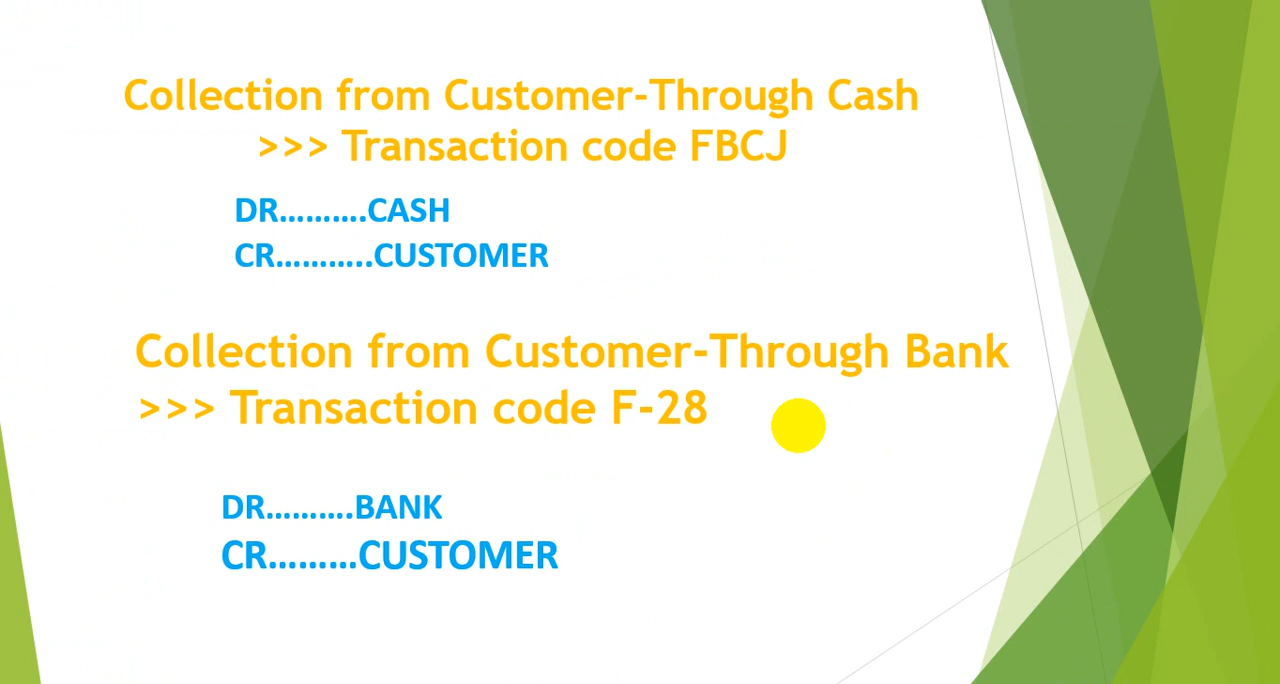 Collection from Customer-Through Cash
>>> Transaction code FBCJ
DR……….CASH
CR………..CUSTOMER
Collection from Customer-Through Bank
>>> Transaction code F-28
DR……….BANK
CR………CUSTOMER